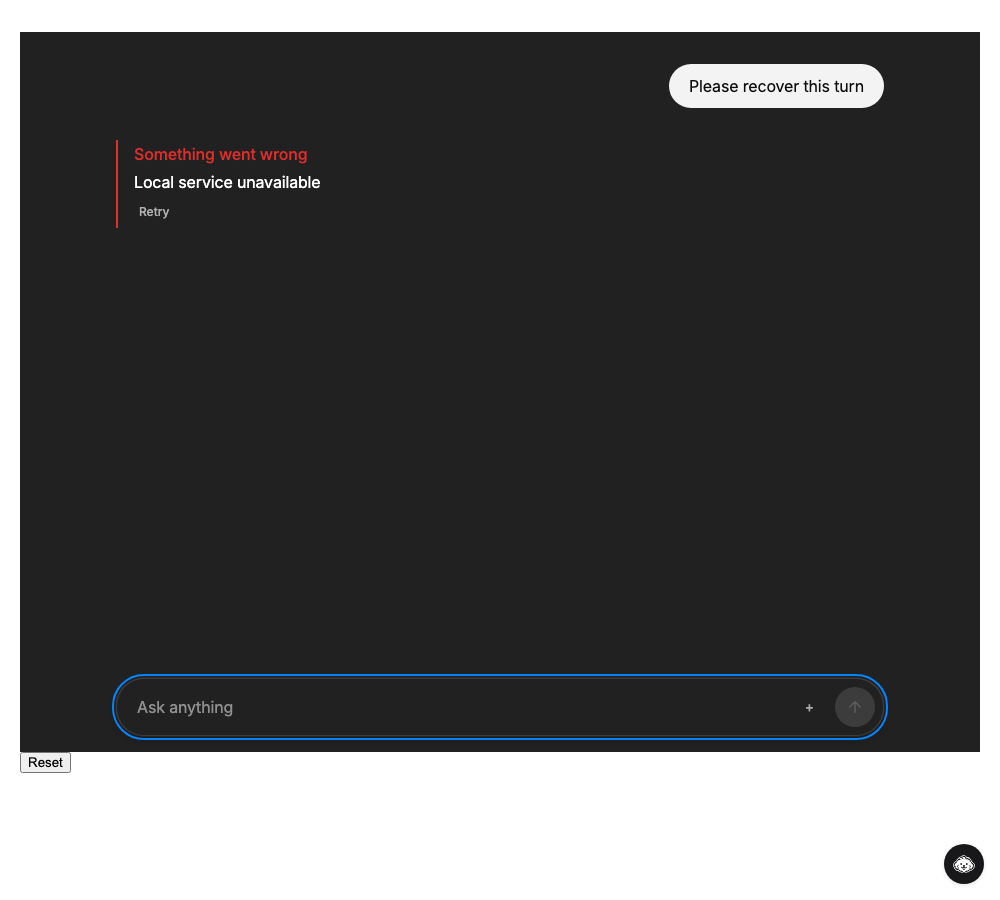 Please recover this turn
Something went wrong
Local service unavailable
Retry
Ask anything
+
Reset